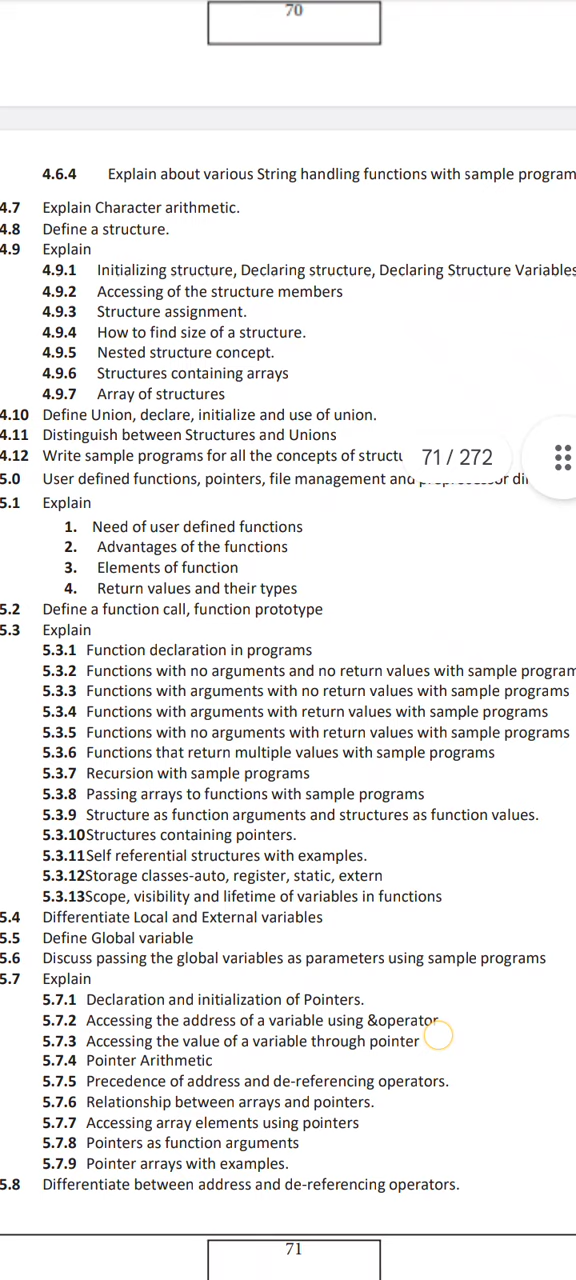 70
4.6.4 Explain about various String handling functions with sample program
4.7 Explain Character arithmetic.
4.8 Define a structure.
4.9 Explain
4.9.1 Initializing structure, Declaring structure, Declaring Structure Variables
4.9.2 Accessing of the structure members
4.9.3 Structure assignment.
4.9.4 How to find size of a structure.
4.9.5 Nested structure concept.
4.9.6 Structures containing arrays
4.9.7 Array of structures
4.10 Define Union, declare, initialize and use of union.
4.11 Distinguish between Structures and Unions
4.12 Write sample programs for all the concepts of
71 / 272
5.0 User defined functions, pointers, file management and
5.1 Explain
1. Need of user defined functions
2. Advantages of the functions
3. Elements of function
4. Return values and their types
5.2 Define a function call, function prototype
5.3 Explain
5.3.1 Function declaration in programs
5.3.2 Functions with no arguments and no return values with sample program
5.3.3 Functions with arguments with no return values with sample programs
5.3.4 Functions with arguments with return values with sample programs
5.3.5 Functions with no arguments with return values with sample programs
5.3.6 Functions that return multiple values with sample programs
5.3.7 Recursion with sample programs
5.3.8 Passing arrays to functions with sample programs
5.3.9 Structure as function arguments and structures as function values.
5.3.10Structures containing pointers.
5.3.11Self referential structures with examples.
5.3.12Storage classes-auto, register, static, extern
5.3.13Scope, visibility and lifetime of variables in functions
5.4 Differentiate Local and External variables
5.5 Define Global variable
5.6 Discuss passing the global variables as parameters using sample programs
5.7 Explain
5.7.1 Declaration and initialization of Pointers.
5.7.2 Accessing the address of a variable using &operator
5.7.3 Accessing the value of a variable through pointer
5.7.4 Pointer Arithmetic
5.7.5 Precedence of address and de-referencing operators.
5.7.6 Relationship between arrays and pointers.
5.7.7 Accessing array elements using pointers
5.7.8 Pointers as function arguments
5.7.9 Pointer arrays with examples.
5.8 Differentiate between address and de-referencing operators.
71